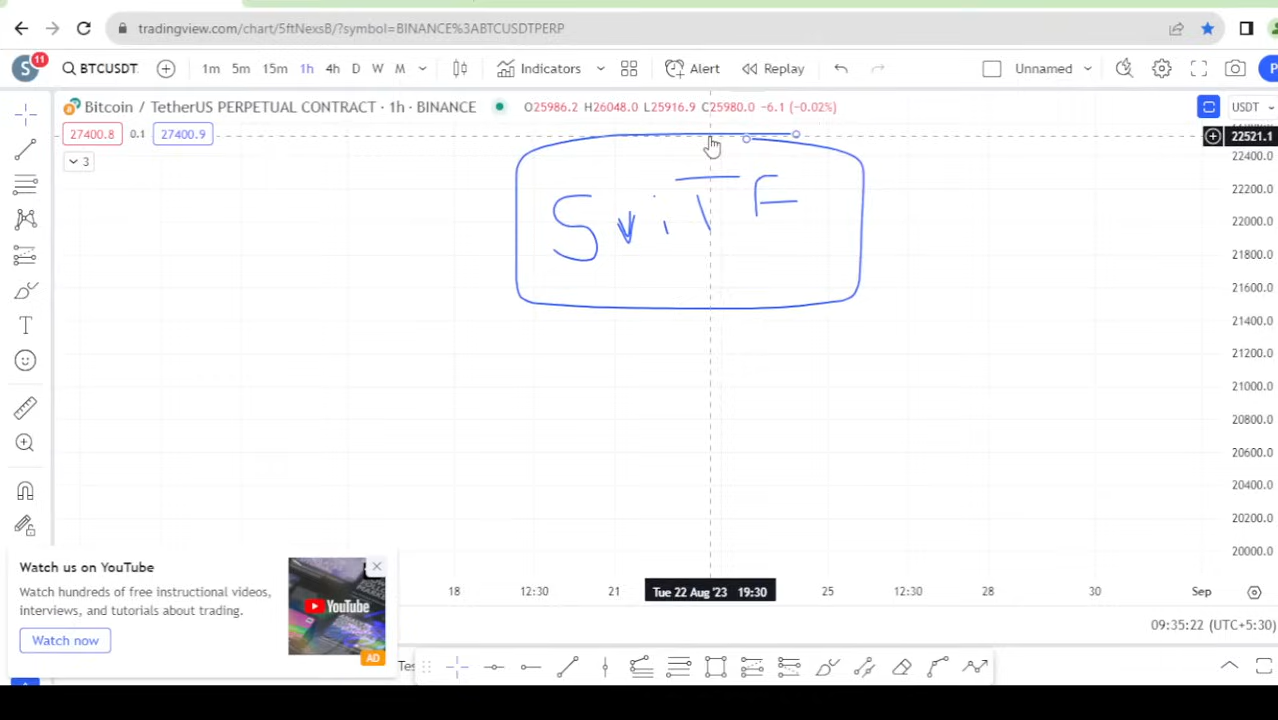 tradingview.com/chart/5ftNexsB/?symbol=BINANCE%3ABTCUSDTPERP
S 11 BTCUSDT. 1m 5m 15m 1h 4h D W M Indicators Alert Replay Unnamed P
Bitcoin / TetherUS PERPETUAL CONTRACT · 1h · BINANCE O25986.2 H26048.0 L25916.9 C25980.0 −6.1 (−0.02%) USDT
27400.8 0.1 27400.9
3
22521.1
22400.0
22200.0
22000.0
21800.0
21600.0
21400.0
21200.0
21000.0
20800.0
20600.0
20400.0
20200.0
20000.0
Watch us on YouTube
Watch hundreds of free instructional videos,
interviews, and tutorials about trading.
YouTube
Watch now
AD
18 12:30 21 Tue 22 Aug '23 19:30 25 12:30 28 30 Sep
09:35:22 (UTC+5:30)